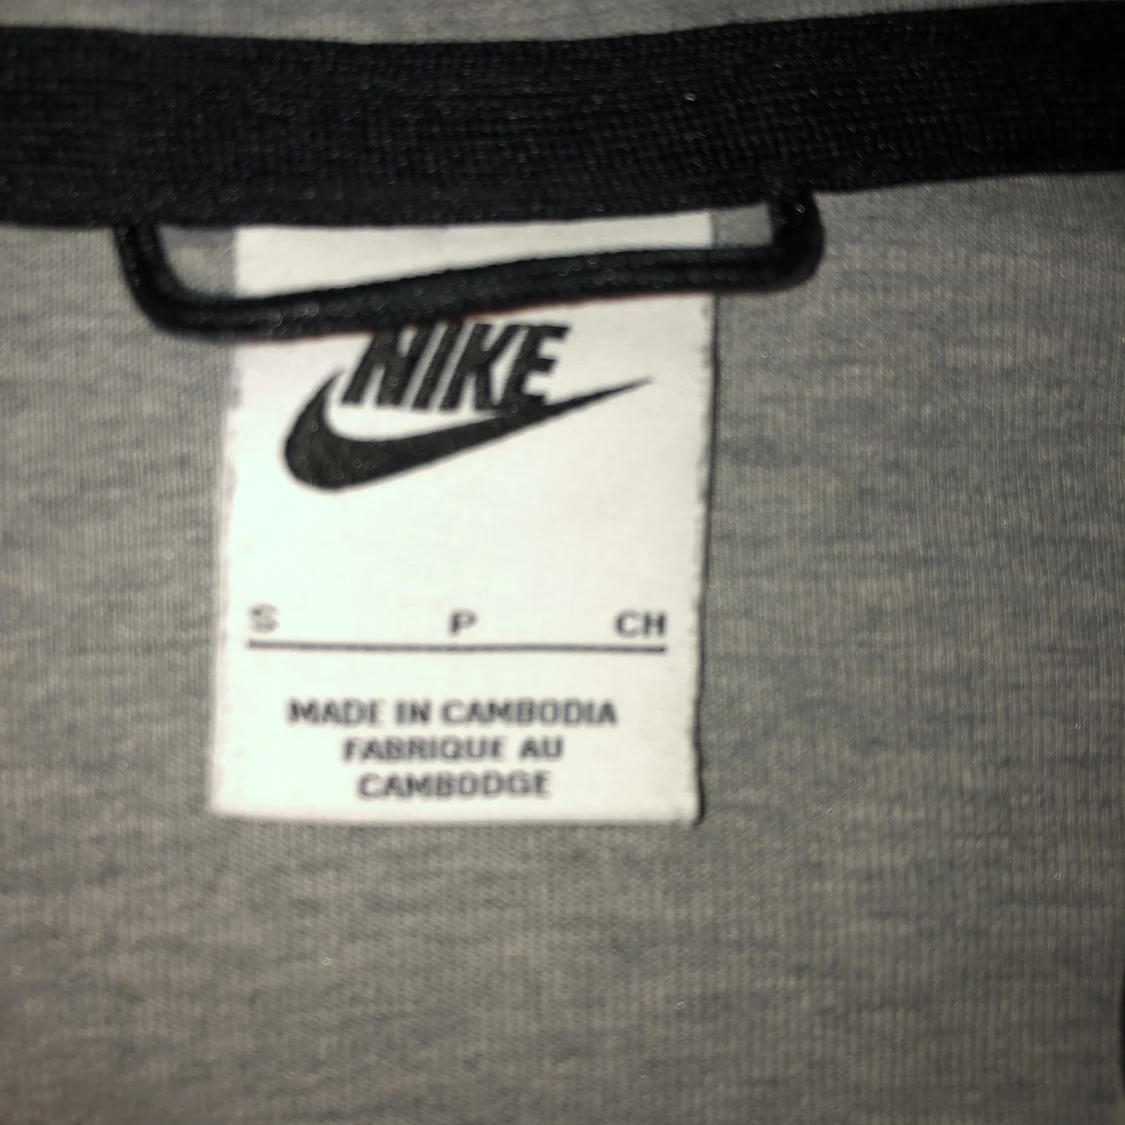 NIKE
S P CH
MADE IN CAMBODIA
FABRIQUE AU
CAMBODGE